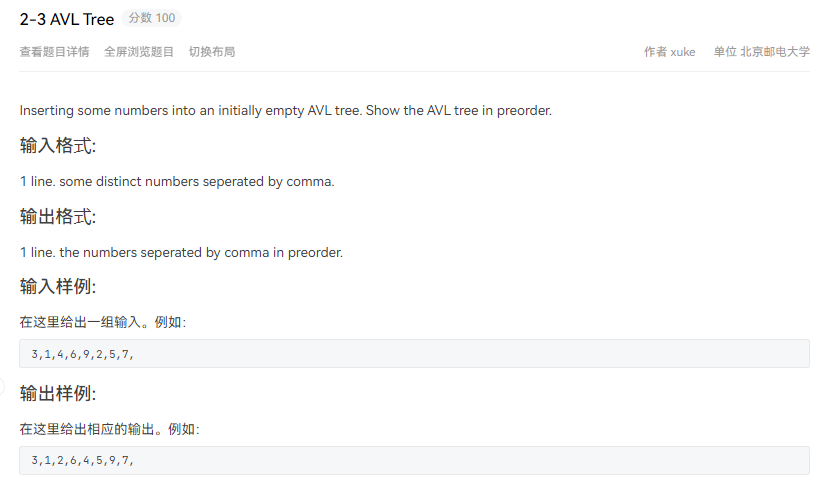 2-3 AVL Tree 分数 100
查看题目详情 全屏浏览题目 切换布局 作者 xuke 单位 北京邮电大学
Inserting some numbers into an initially empty AVL tree. Show the AVL tree in preorder.
输入格式:
1 line. some distinct numbers seperated by comma.
输出格式:
1 line. the numbers seperated by comma in preorder.
输入样例:
在这里给出一组输入。例如:
3,1,4,6,9,2,5,7,
输出样例:
在这里给出相应的输出。例如:
3,1,2,6,4,5,9,7,